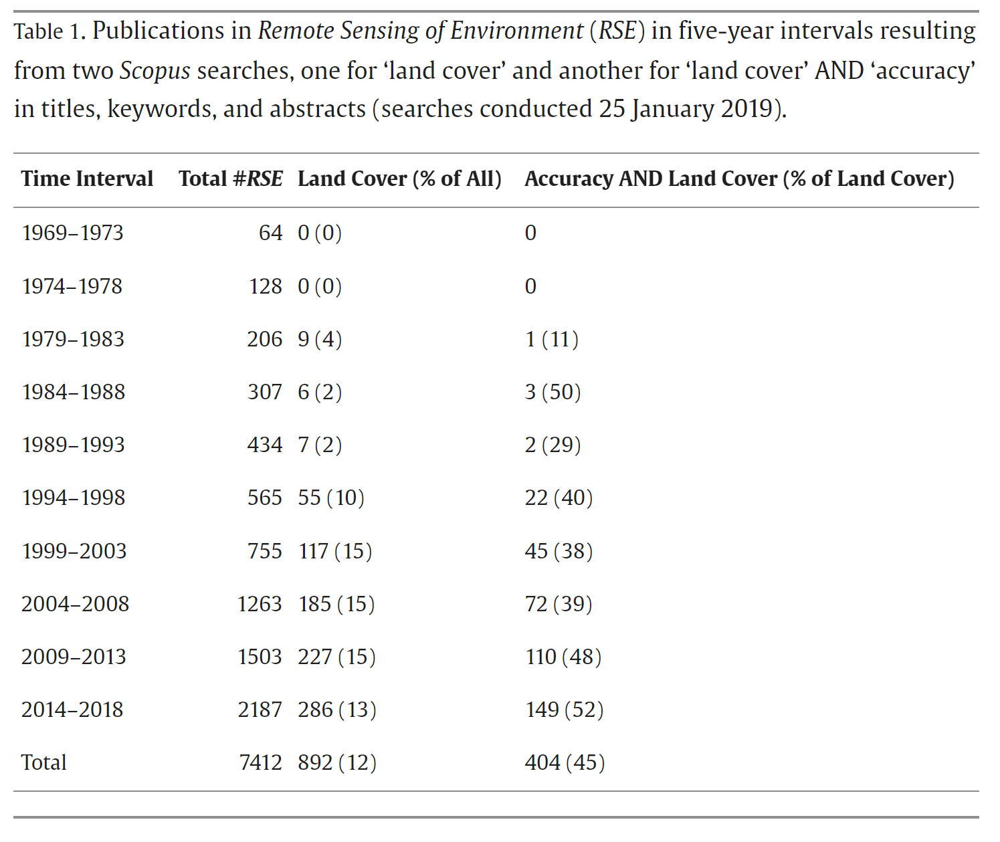 Table 1. Publications in Remote Sensing of Environment (RSE) in five-year intervals resulting
from two Scopus searches, one for ‘land cover’ and another for ‘land cover’ AND ‘accuracy’
in titles, keywords, and abstracts (searches conducted 25 January 2019).
Time Interval Total #RSE Land Cover (% of All) Accuracy AND Land Cover (% of Land Cover)
1969–1973 64 0 (0) 0
1974–1978 128 0 (0) 0
1979–1983 206 9 (4) 1 (11)
1984–1988 307 6 (2) 3 (50)
1989–1993 434 7 (2) 2 (29)
1994–1998 565 55 (10) 22 (40)
1999–2003 755 117 (15) 45 (38)
2004–2008 1263 185 (15) 72 (39)
2009–2013 1503 227 (15) 110 (48)
2014–2018 2187 286 (13) 149 (52)
Total 7412 892 (12) 404 (45)